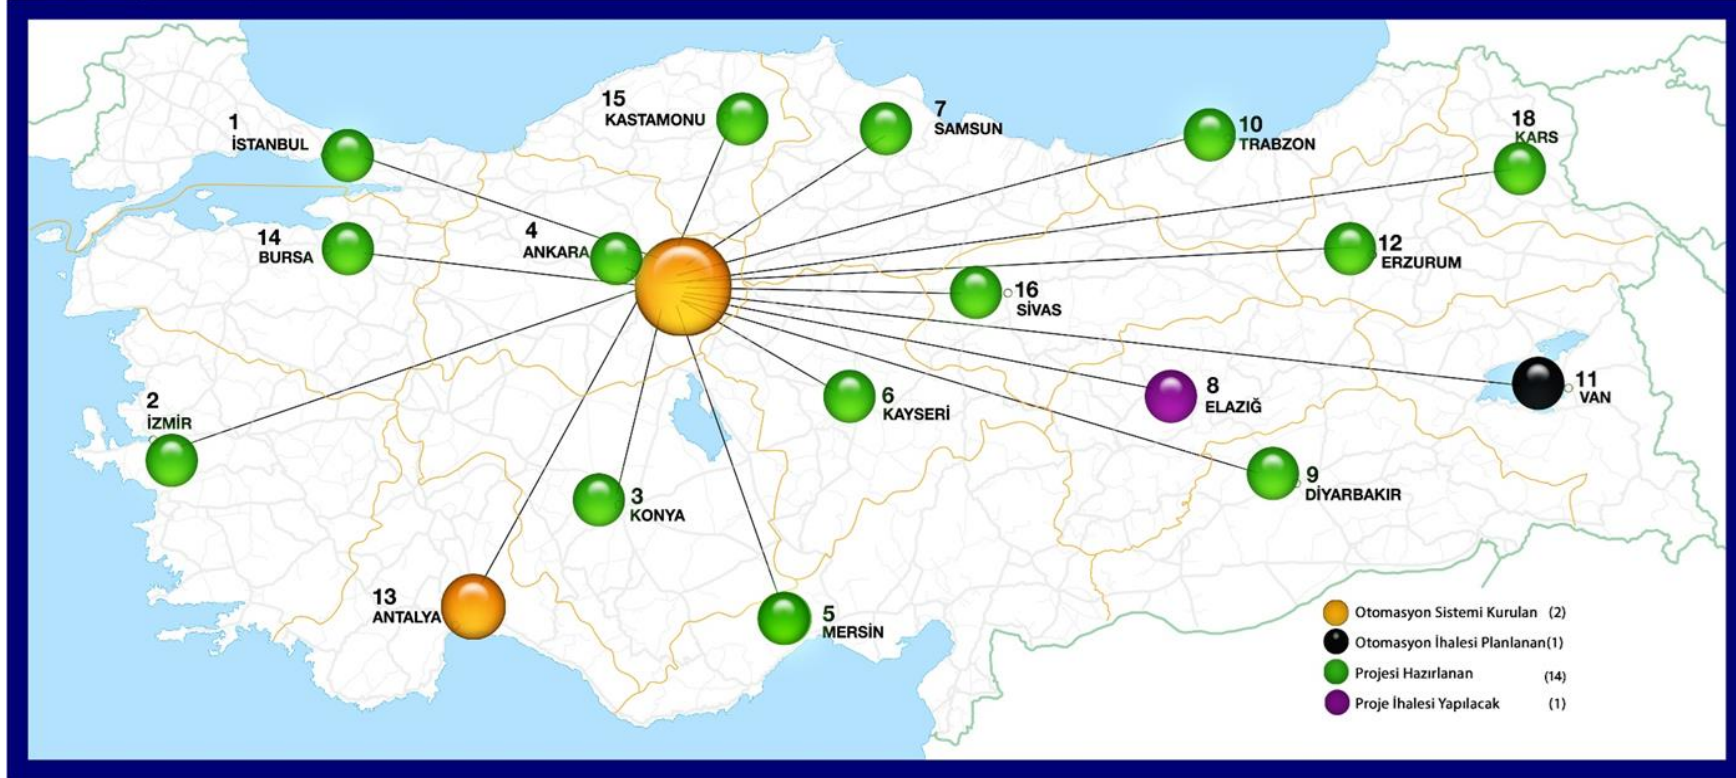 15
KASTAMONU
7
SAMSUN
10
TRABZON
18
KARS
1
İSTANBUL
14
BURSA
4
ANKARA
12
ERZURUM
16
SİVAS
2
İZMİR
6
KAYSERİ
8
ELAZIĞ
11
VAN
3
KONYA
9
DİYARBAKIR
13
ANTALYA
5
MERSİN
Otomasyon Sistemi Kurulan (2)
Otomasyon İhalesi Planlanan(1)
Projesi Hazırlanan (14)
Proje İhalesi Yapılacak (1)